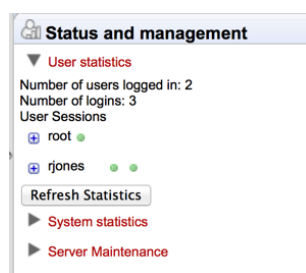 Status and management
User statistics
Number of users logged in: 2
Number of logins: 3
User Sessions
root
rjones
Refresh Statistics
System statistics
Server Maintenance